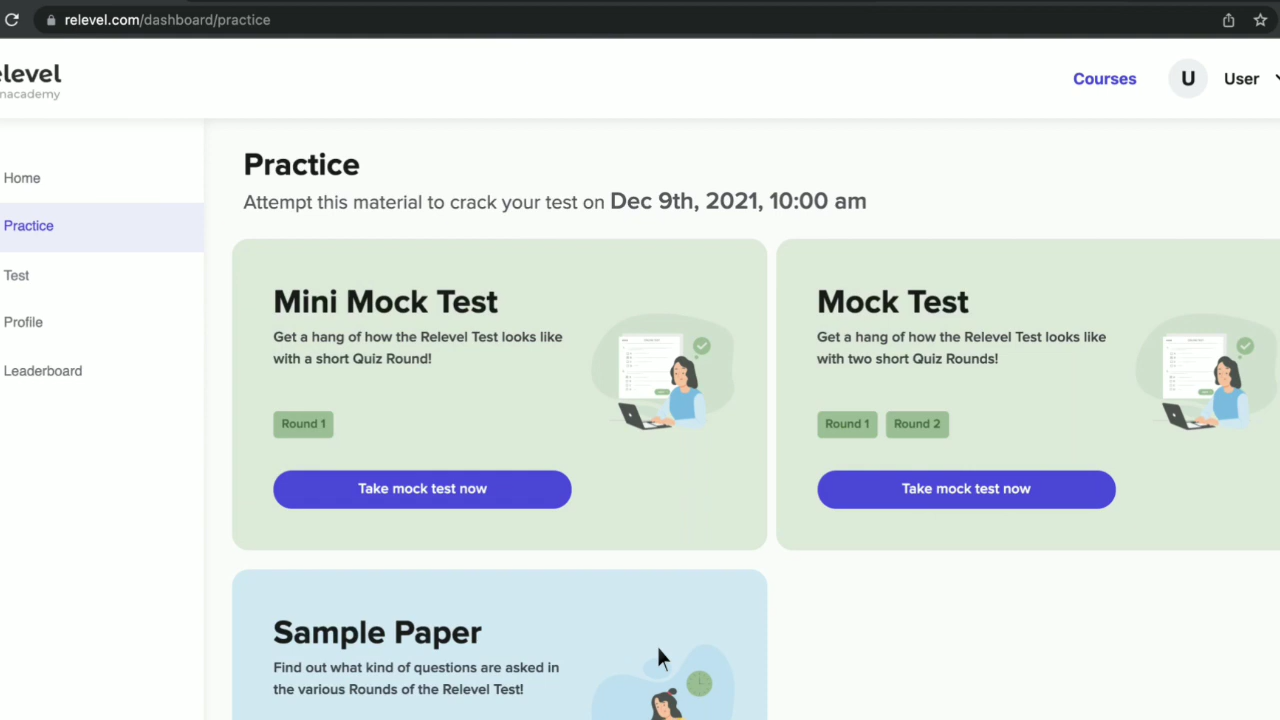 relevel.com/dashboard/practice
elevel
nacademy
Courses
U
User
Home
Practice
Test
Profile
Leaderboard
Practice
Attempt this material to crack your test on Dec 9th, 2021, 10:00 am
Mini Mock Test
Get a hang of how the Relevel Test looks like
with a short Quiz Round!
Round 1
Take mock test now
Mock Test
Get a hang of how the Relevel Test looks like
with two short Quiz Rounds!
Round 1 Round 2
Take mock test now
Sample Paper
Find out what kind of questions are asked in
the various Rounds of the Relevel Test!